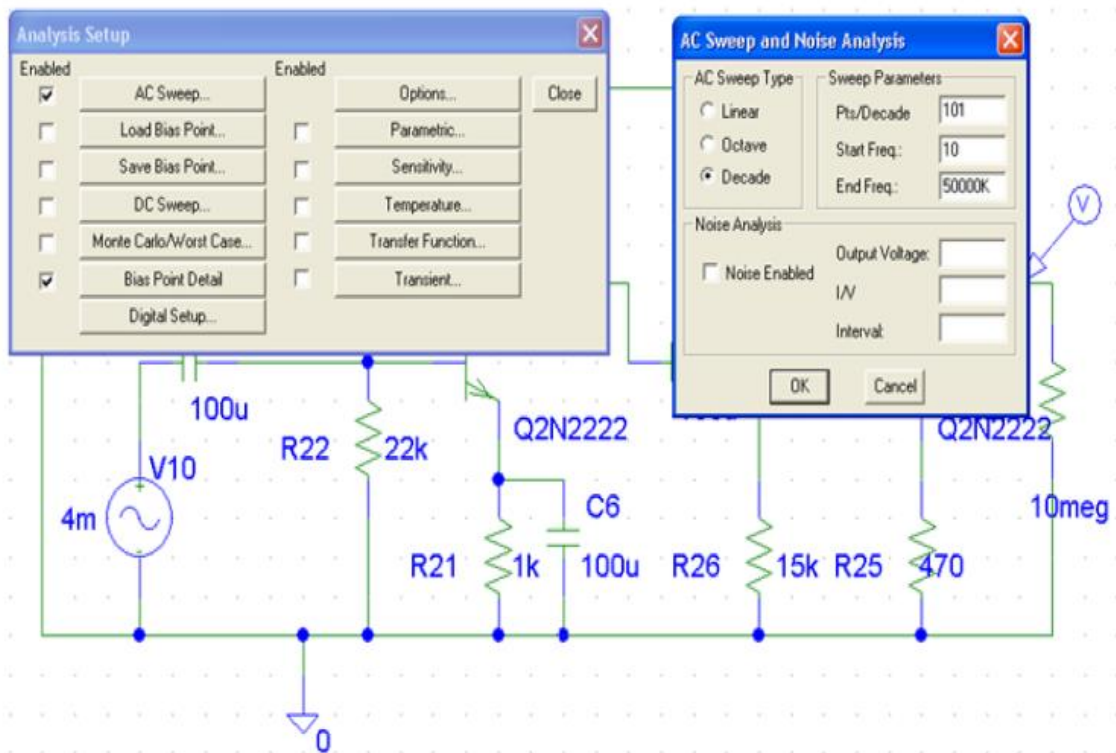 Analysis Setup
Enabled
Enabled
AC Sweep...
Options...
Close
Load Bias Point...
Parametric...
Save Bias Point...
Sensitivity...
DC Sweep...
Temperature...
Monte Carlo/Worst Case...
Transfer Function...
Bias Point Detail
Transient...
Digital Setup...
AC Sweep and Noise Analysis
AC Sweep Type
Linear
Octave
Decade
Sweep Parameters
Pts/Decade 101
Start Freq.: 10
End Freq.: 50000K
Noise Analysis
Noise Enabled
Output Voltage:
I/V
Interval:
OK
Cancel
V
100u
R22
22k
Q2N2222
Q2N2222
V10
4m
C6
100u
R21
1k
R26
15k
R25
470
10meg
0